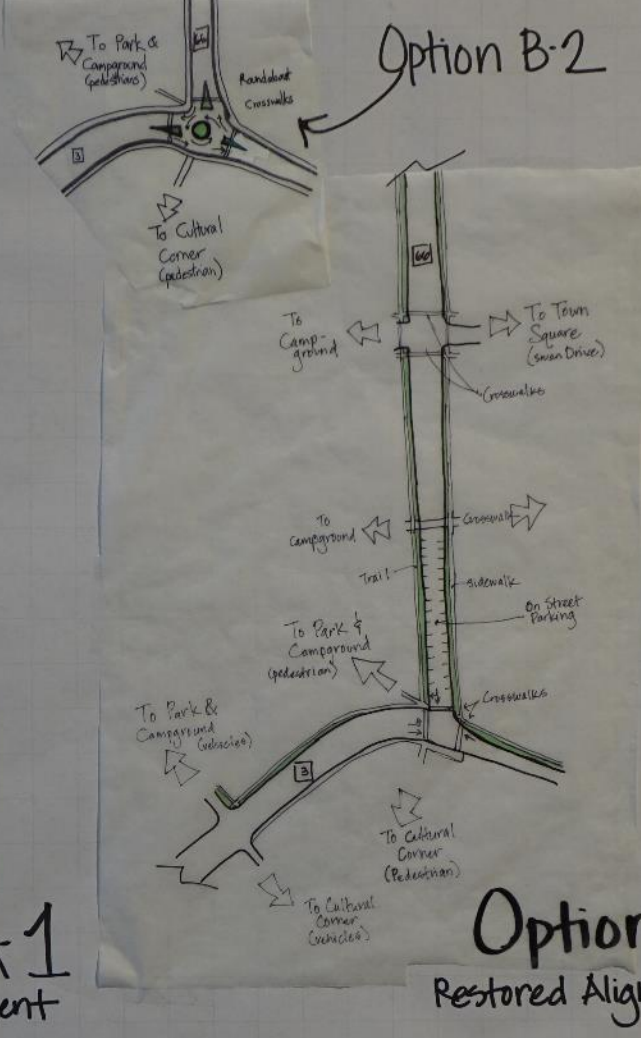 Option B-2
66
To Park &
Campground
(pedestrians)
Roundabout
Crosswalks
3
To Cultural
Corner
(pedestrian)
66
To
Camp-
ground
To Town
Square
(Swan Drive)
Crosswalks
To
Campground
Crosswalk
Trail
sidewalk
On Street
Parking
To Park &
Campground
(pedestrian)
Crosswalks
To Park &
Campground
(vehicles)
3
To Cultural
Corner
(Pedestrian)
To Cultural
Corner
(vehicles)
1
ent
Option
Restored Alig